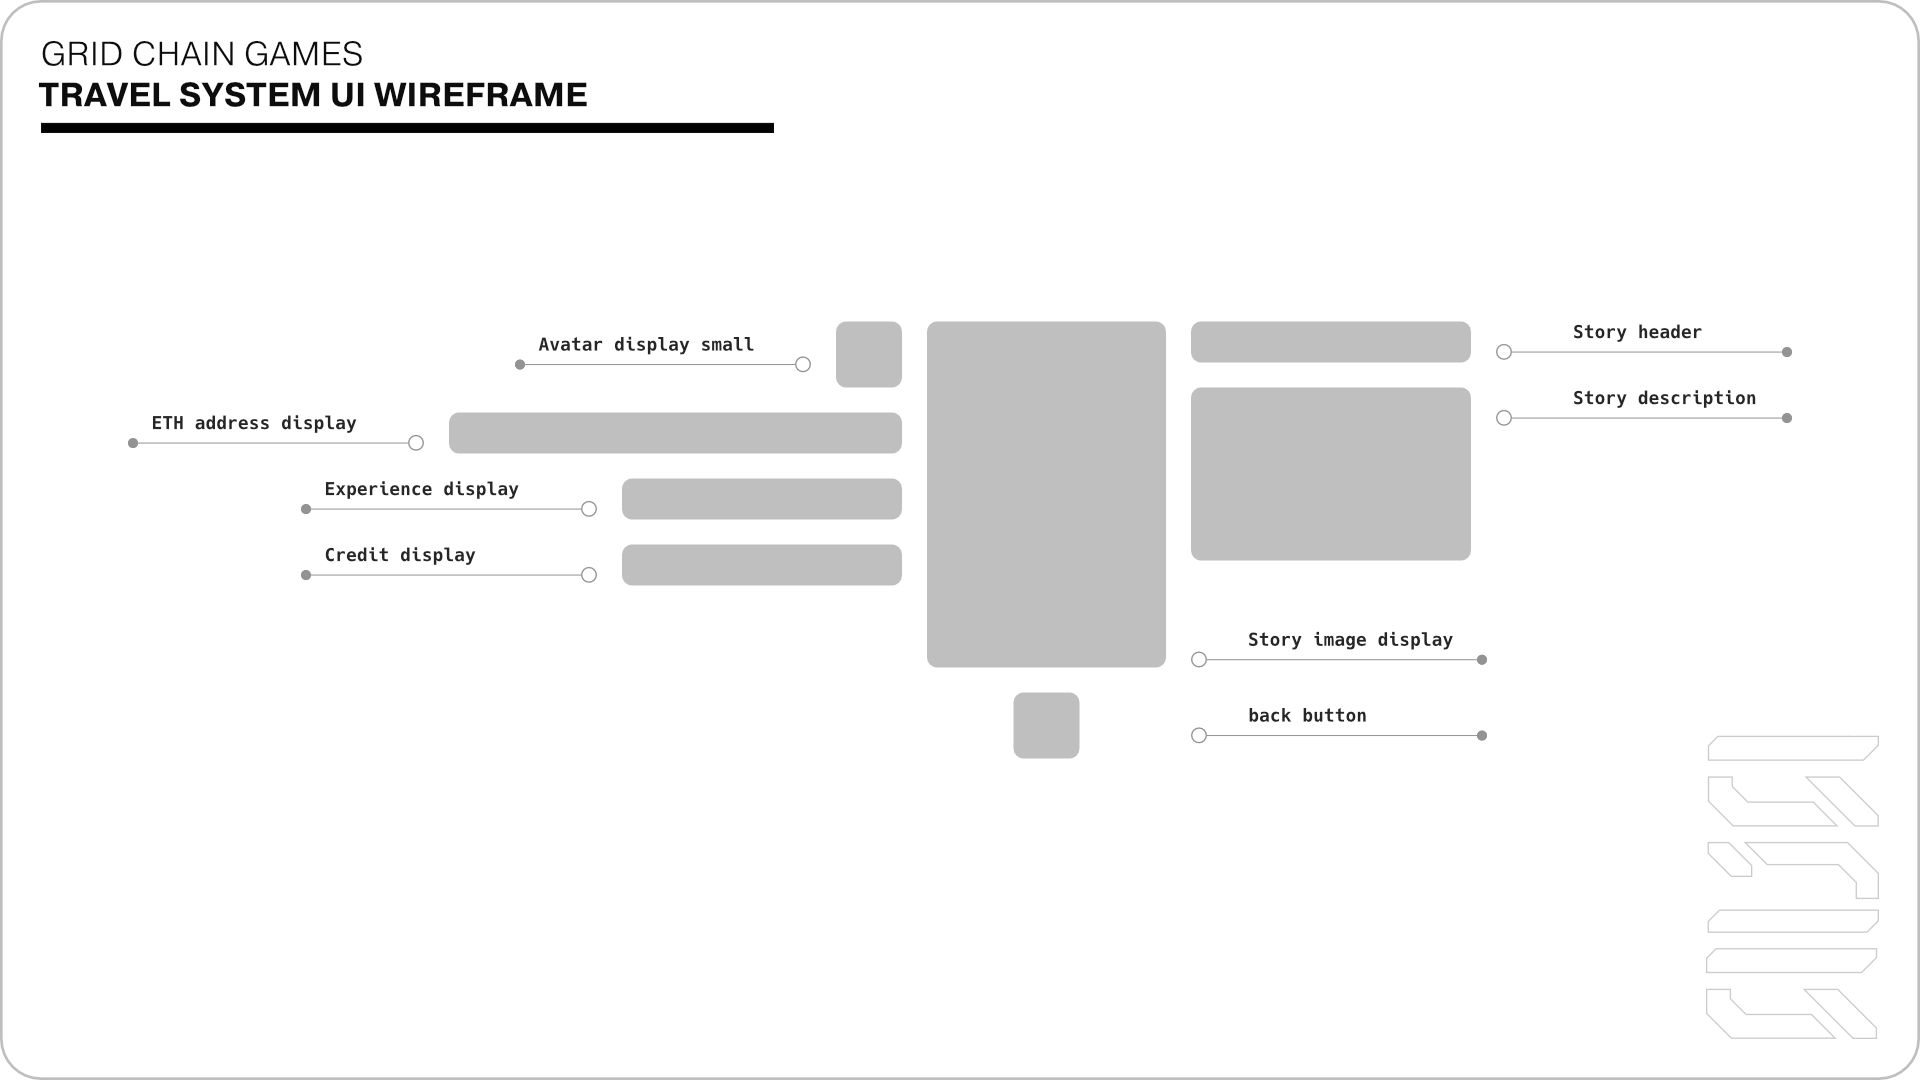 GRID CHAIN GAMES
TRAVEL SYSTEM UI WIREFRAME
Avatar display small
ETH address display
Experience display
Credit display
Story header
Story description
Story image display
back button